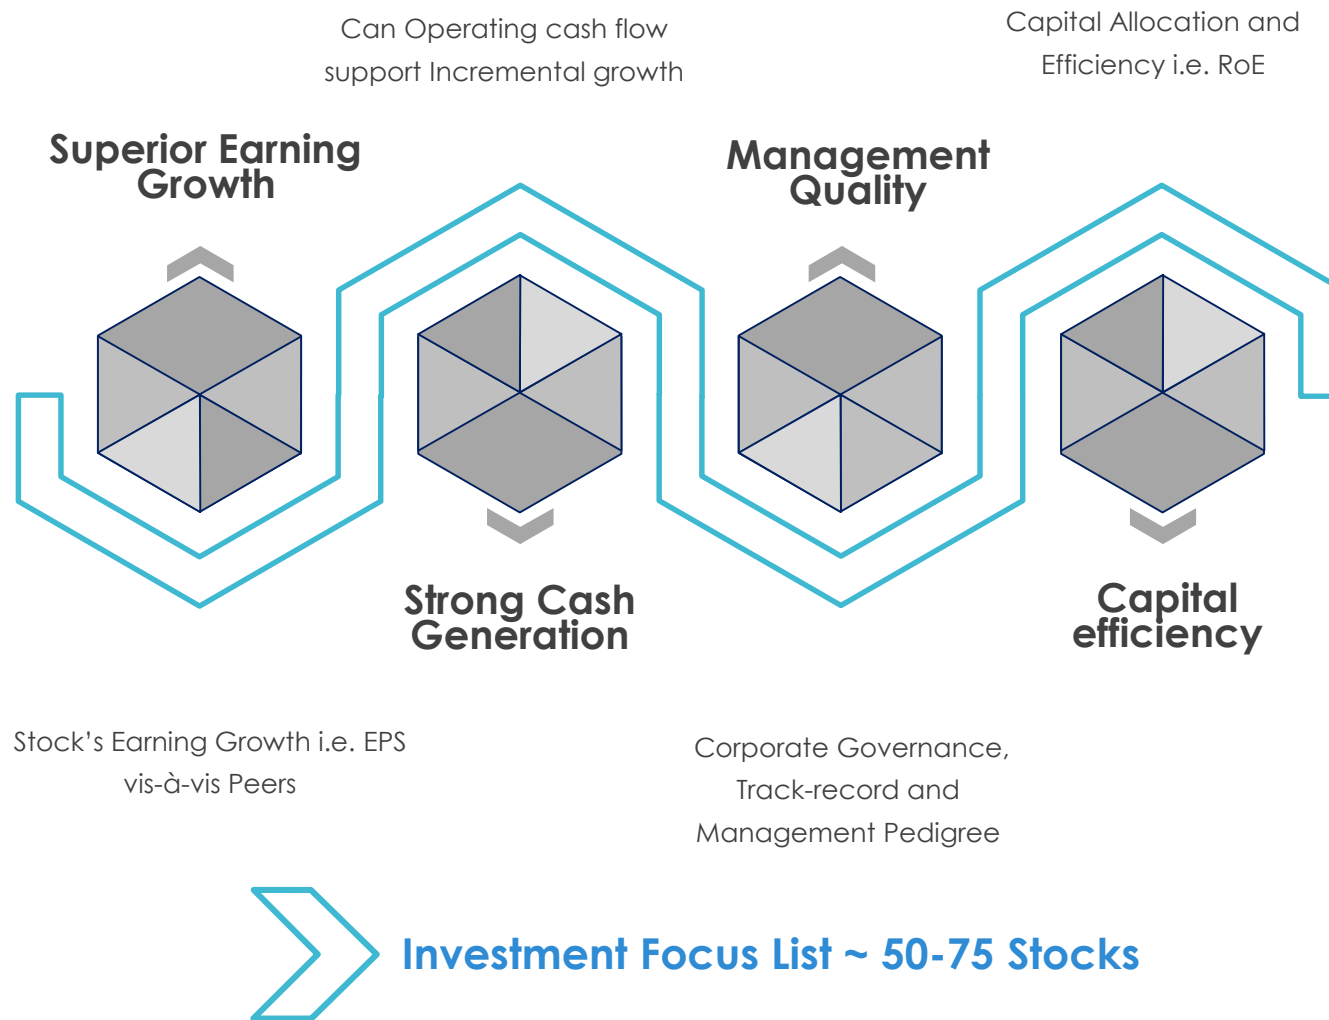 Can Operating cash flow
support Incremental growth
Capital Allocation and
Efficiency i.e. RoE
Superior Earning
Growth
Management
Quality
Strong Cash
Generation
Capital
efficiency
Stock’s Earning Growth i.e. EPS
vis-à-vis Peers
Corporate Governance,
Track-record and
Management Pedigree
Investment Focus List ~ 50-75 Stocks